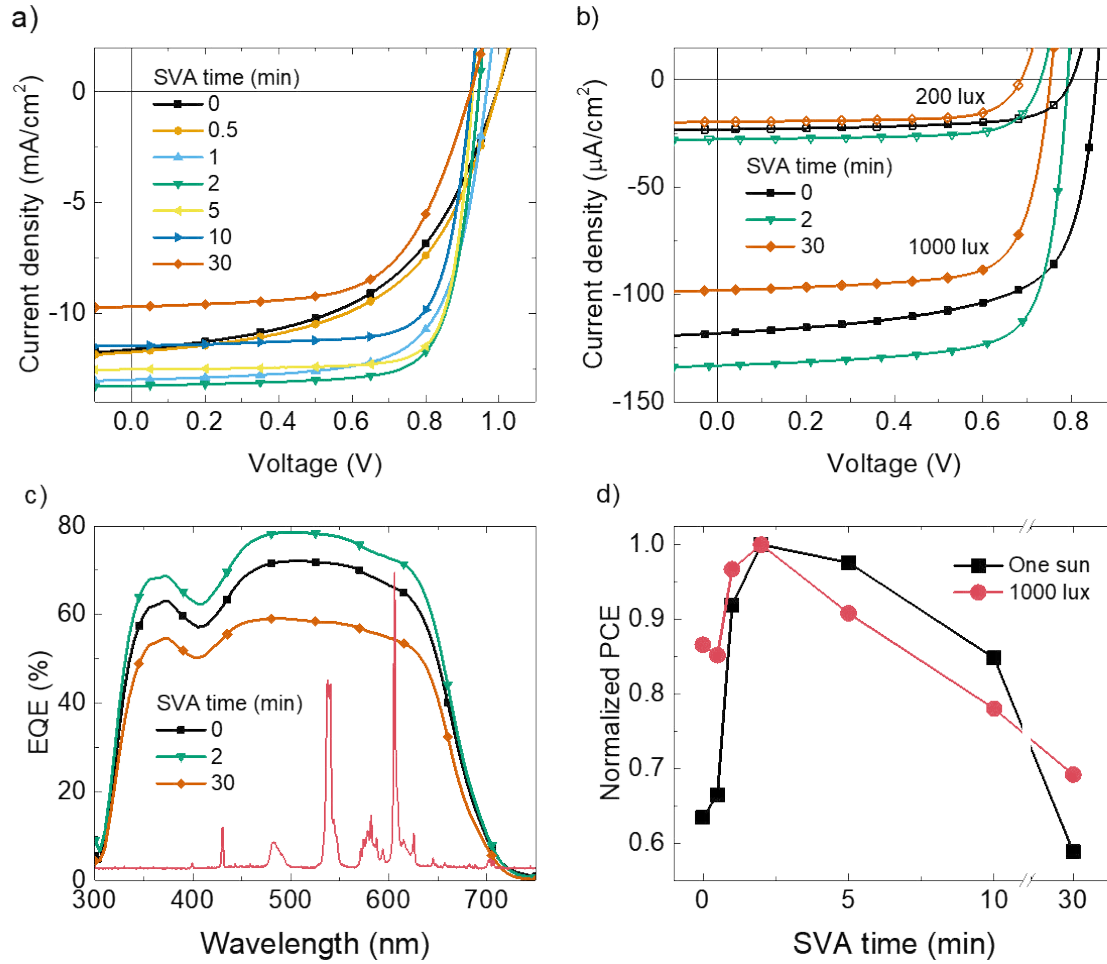 a)
SVA time (min)
0
0.5
1
2
5
10
30
0
-5
-10
Current density (mA/cm²)
0.0 0.2 0.4 0.6 0.8 1.0
Voltage (V)
b)
200 lux
SVA time (min)
0
2
30
1000 lux
0
-50
-100
-150
Current density (µA/cm²)
0.0 0.2 0.4 0.6 0.8
Voltage (V)
c)
80
60
40
20
0
EQE (%)
SVA time (min)
0
2
30
300 400 500 600 700
Wavelength (nm)
d)
One sun
1000 lux
1.0
0.9
0.8
0.7
0.6
Normalized PCE
0 5 10 30
SVA time (min)